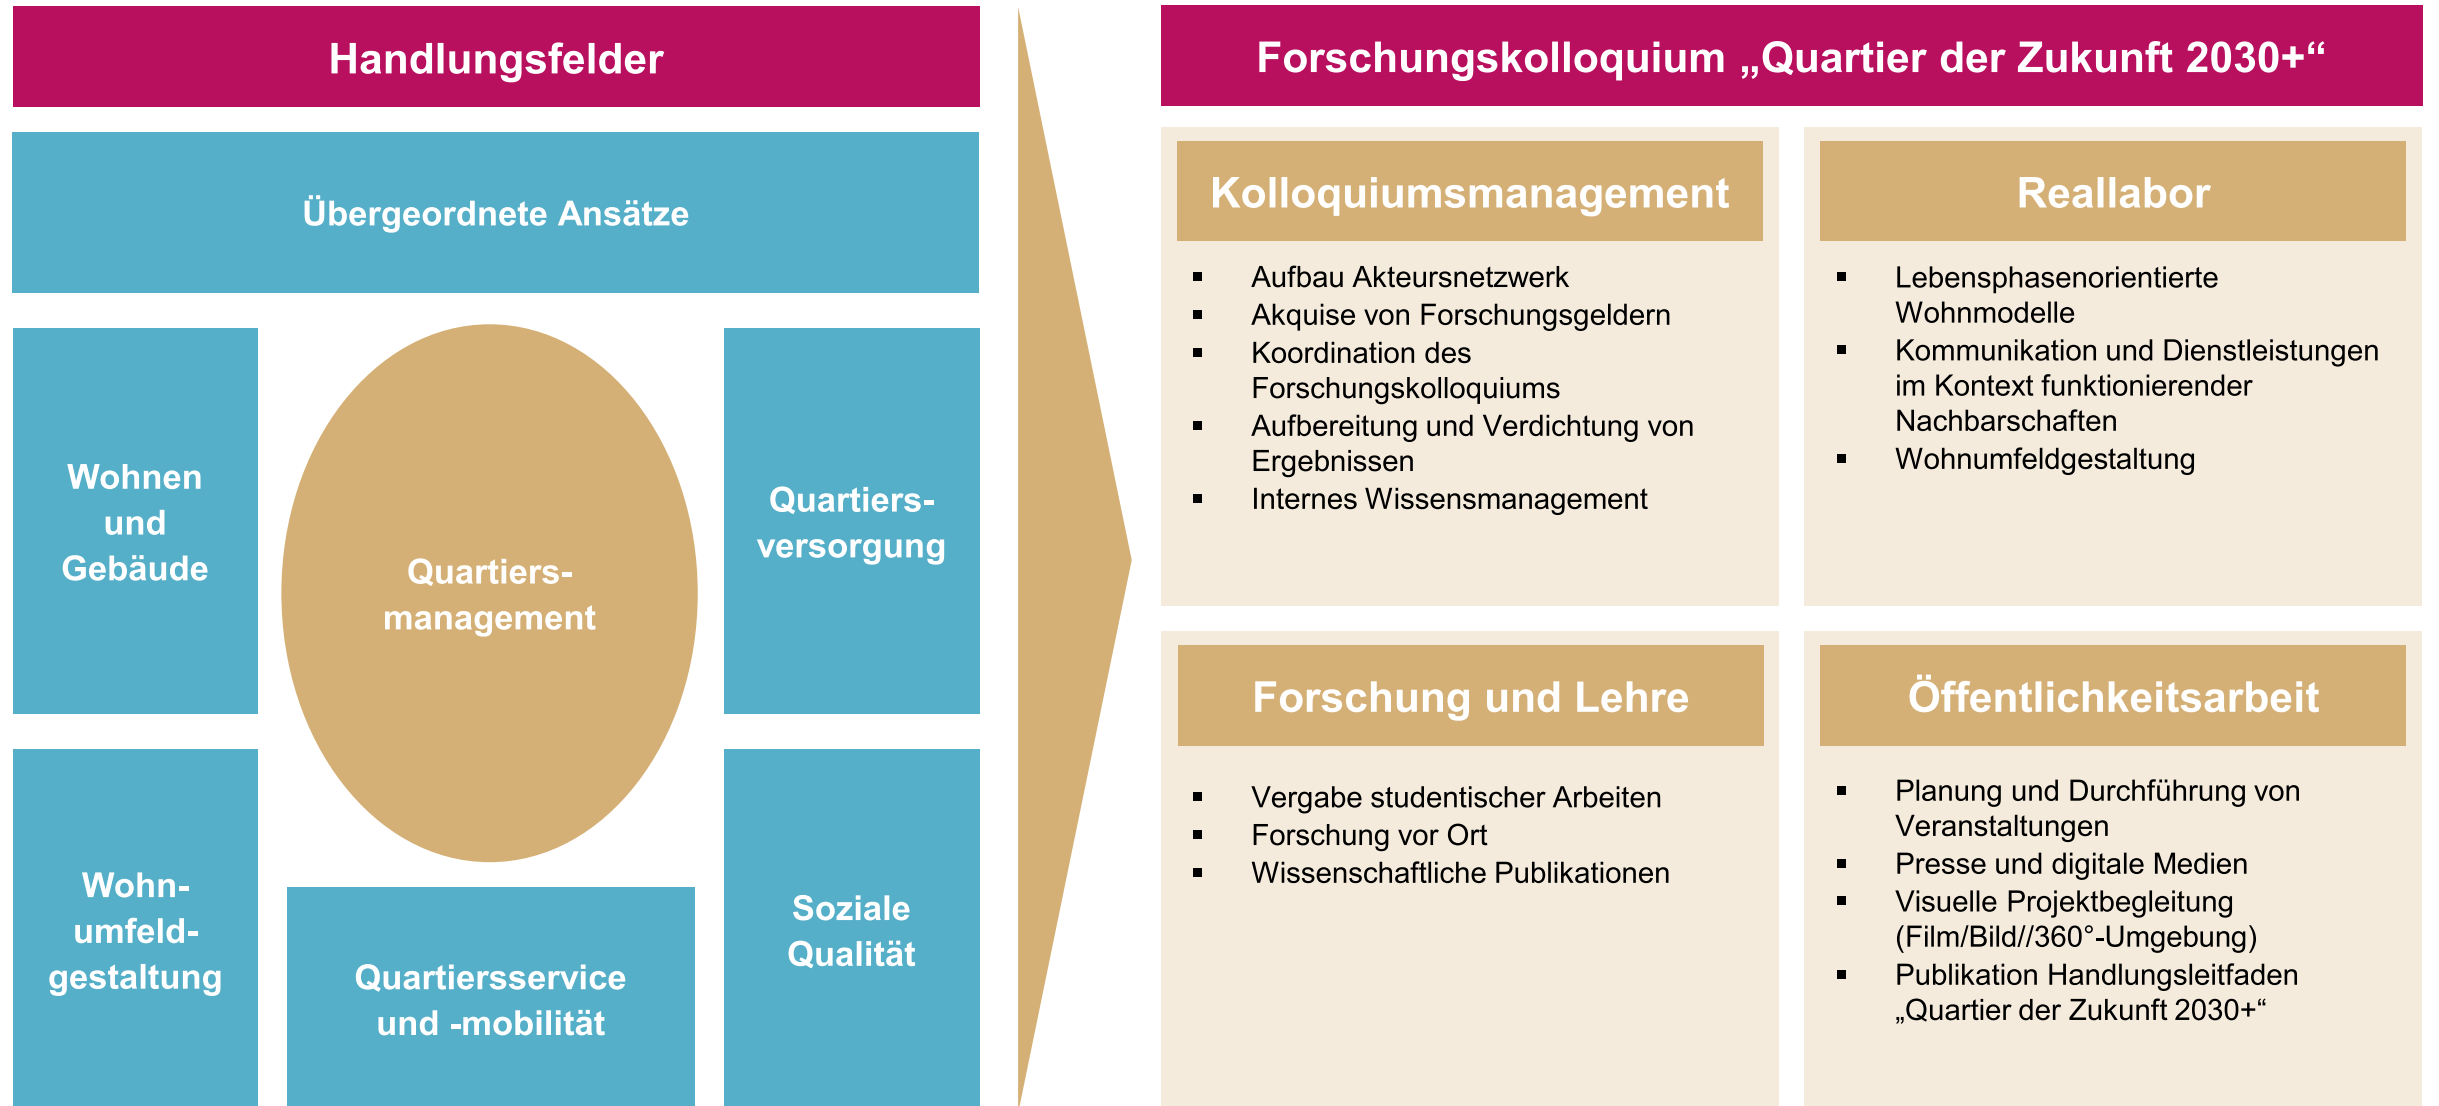 Handlungsfelder
Übergeordnete Ansätze
Wohnen
und
Gebäude
Quartiers-
management
Quartiers-
versorgung
Wohn-
umfeld-
gestaltung
Quartiersservice
und -mobilität
Soziale
Qualität
Forschungskolloquium „Quartier der Zukunft 2030+“
Kolloquiumsmanagement
▪ Aufbau Akteursnetzwerk
▪ Akquise von Forschungsgeldern
▪ Koordination des
Forschungskolloquiums
▪ Aufbereitung und Verdichtung von
Ergebnissen
▪ Internes Wissensmanagement
Reallabor
▪ Lebensphasenorientierte
Wohnmodelle
▪ Kommunikation und Dienstleistungen
im Kontext funktionierender
Nachbarschaften
▪ Wohnumfeldgestaltung
Forschung und Lehre
▪ Vergabe studentischer Arbeiten
▪ Forschung vor Ort
▪ Wissenschaftliche Publikationen
Öffentlichkeitsarbeit
▪ Planung und Durchführung von
Veranstaltungen
▪ Presse und digitale Medien
▪ Visuelle Projektbegleitung
(Film/Bild//360°-Umgebung)
▪ Publikation Handlungsleitfaden
„Quartier der Zukunft 2030+“